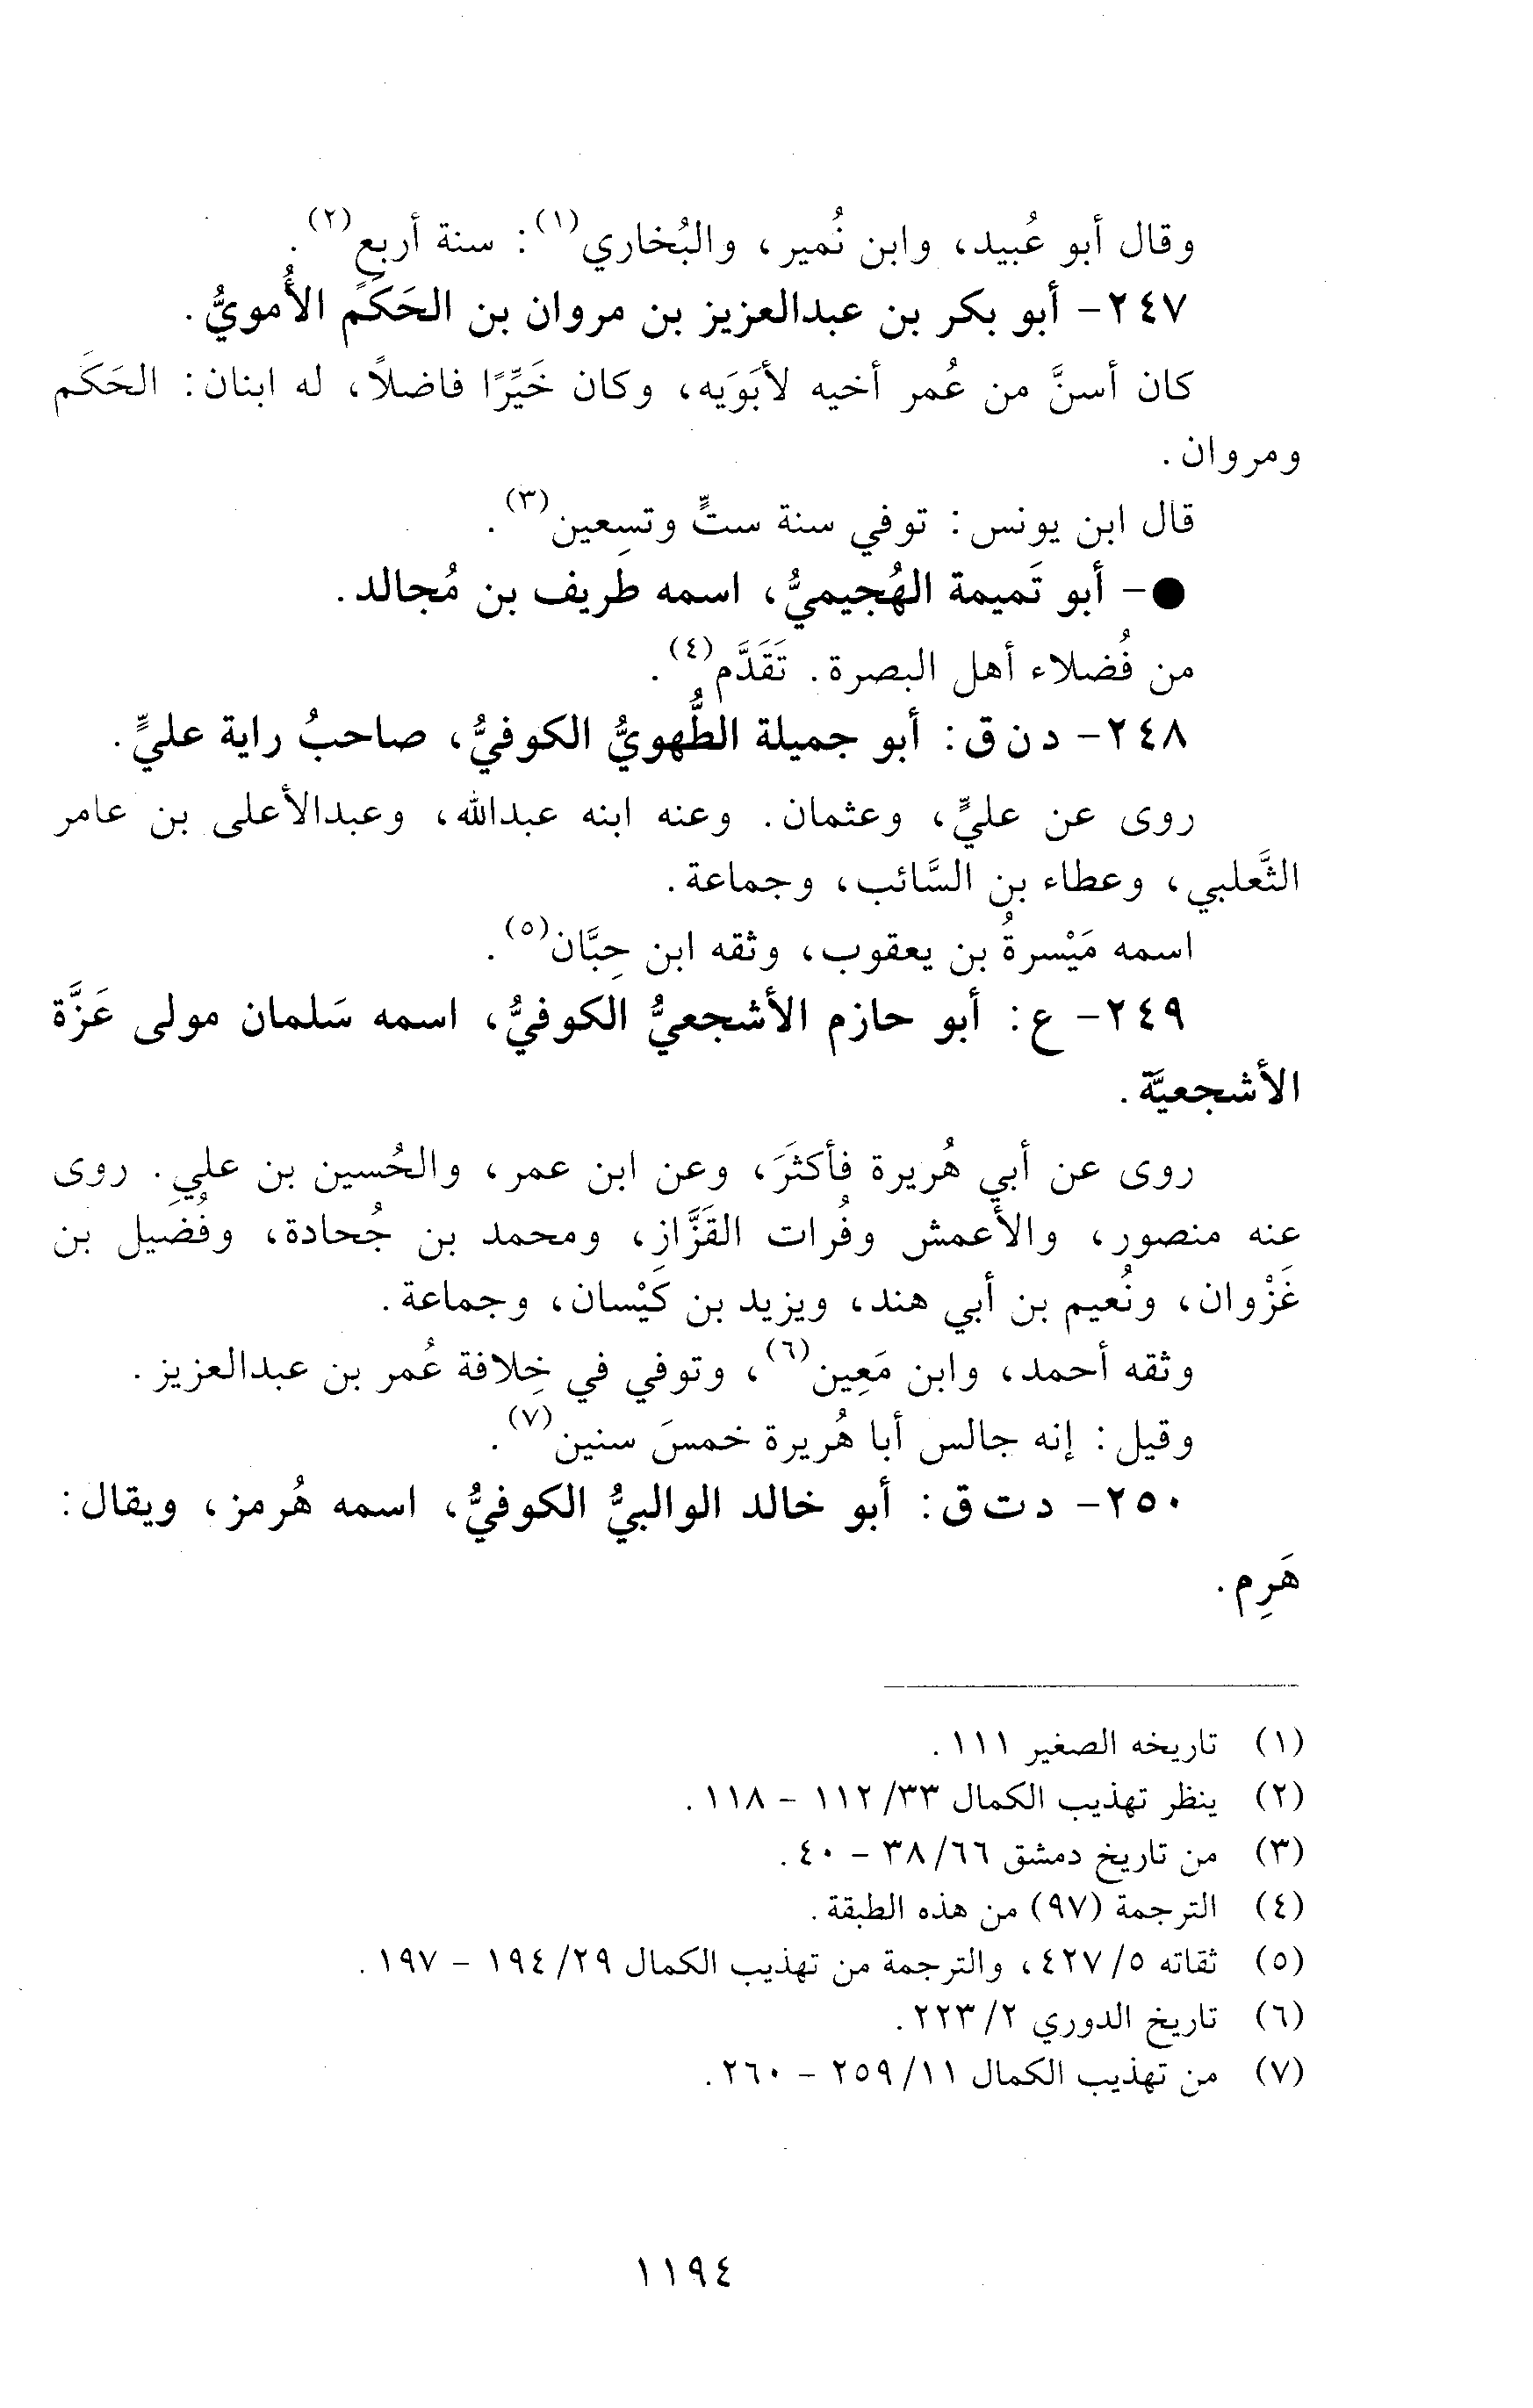 وقال أبو عُبيد، وابن نُمير، والبُخاري(١): سنة أربعٍ(٢).
٢٤٧- أبو بكر بن عبدالعزيز بن مروان بن الحَكَم الأُمويُّ.
كان أسنَّ من عُمر أخيه لأبَوَيه، وكان خَيِّرًا فاضلاً، له ابنان: الحَكَم
ومروان.
قال ابن يونس: توفي سنة ستٍّ وتسِعين(٣).
●- أبو تَميمة الهُجيميُّ، اسمه طريف بن مُجالد.
من فُضلاء أهل البصرة. تَقَدَّم(٤).
٢٤٨- د ن ق: أبو جميلة الطُّهويُّ الكوفيُّ، صاحبُ راية عليٍّ.
روى عن عليٍّ، وعثمان. وعنه ابنه عبدالله، وعبدالأعلى بن عامر
الثَّعلبي، وعطاء بن السَّائب، وجماعة.
اسمه مَيْسرةُ بن يعقوب، وثقه ابن حِبَّان(٥).
٢٤٩- ع: أبو حازم الأشجعيُّ الكوفيُّ، اسمه سَلمان مولى عَزَّة
الأشجعيَّة.
روى عن أبي هُريرة فأكثَرَ، وعن ابن عمر، والحُسين بن علي. روى
عنه منصور، والأعمش وفُرات القَزَّازِ، ومحمد بن جُحادة، وفُضيل بن
غَزْوان، ونُعيم بن أبي هند، ويزيد بن كَيْسان، وجماعة.
وثقه أحمد، وابن مَعِين(٦)، وتوفي في خِلافة عُمر بن عبدالعزيز.
وقيل: إنه جالس أبا هُريرة خمسَ سنين(٧).
٢٥٠- د ت ق: أبو خالد الوالبيُّ الكوفيُّ، اسمه هُرمز، ويقال:
هَرِم.
(١) تاريخه الصغير ١١١.
(٢) ينظر تهذيب الكمال ٣٣/ ١١٢ - ١١٨.
(٣) من تاريخ دمشق ٦٦/ ٣٨ - ٤٠.
(٤) الترجمة (٩٧) من هذه الطبقة.
(٥) ثقاته ٥/ ٤٢٧، والترجمة من تهذيب الكمال ٢٩/ ١٩٤ - ١٩٧.
(٦) تاريخ الدوري ٢/ ٢٢٣.
(٧) من تهذيب الكمال ١١/ ٢٥٩ - ٢٦٠.
١١٩٤